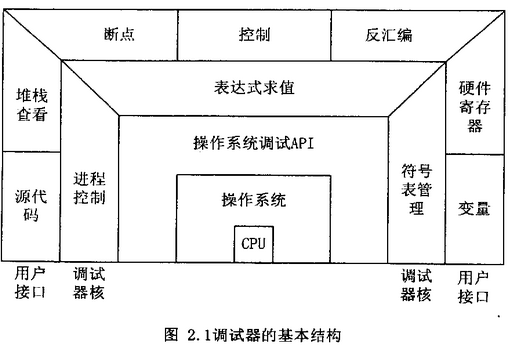 断点
控制
反汇编
堆栈
查看
表达式求值
硬件
寄存
器
操作系统调试API
进程
控制
符号
表管
理
源代
码
操作系统
变量
CPU
用户
接口
调试
器核
调试
器核
用户
接口
图 2.1调试器的基本结构